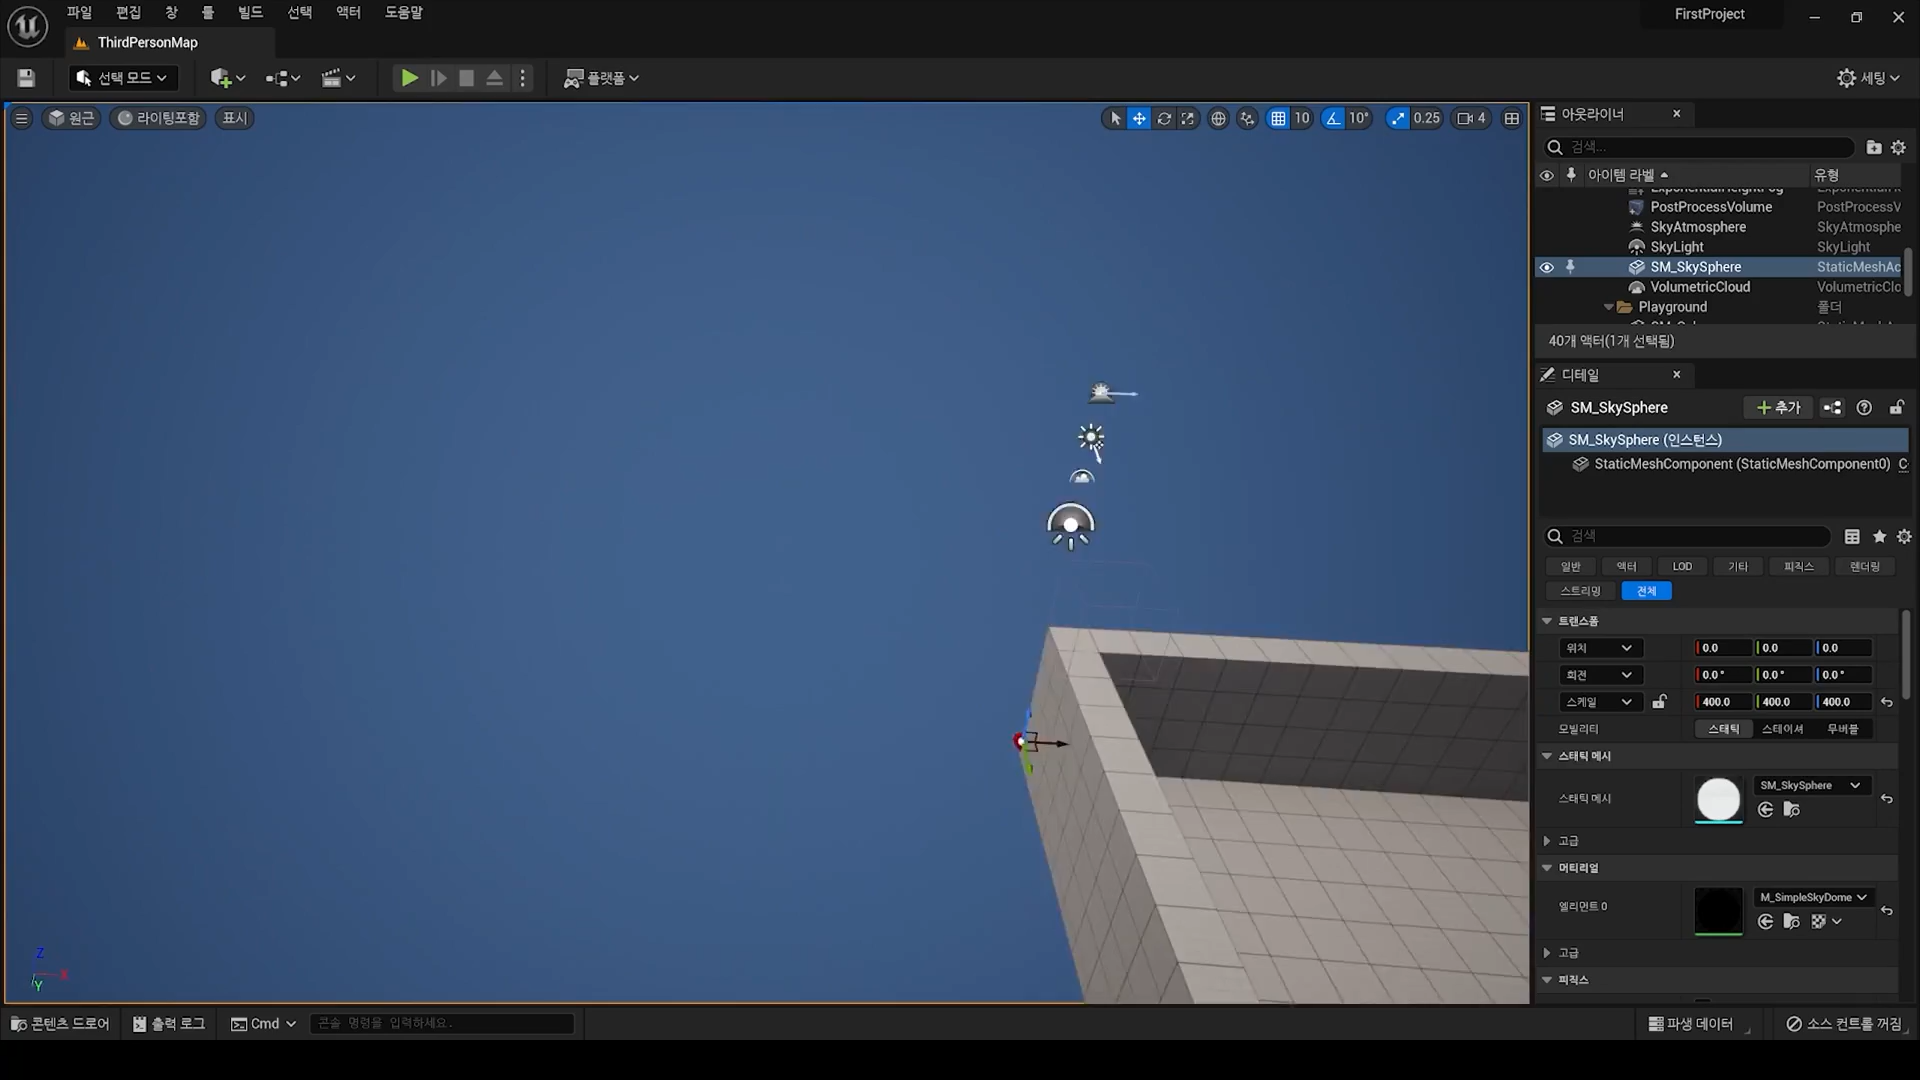 파일 편집 창 툴 빌드 선택 액터 도움말
FirstProject
ThirdPersonMap
선택 모드
플랫폼
세팅
원근 라이팅포함 표시
10 10° 0.25 4
아웃라이너
검색...
아이템 라벨 유형
PostProcessVolume PostProcessV
SkyAtmosphere SkyAtmosphe
SkyLight SkyLight
SM_SkySphere StaticMeshAc
VolumetricCloud VolumetricClo
Playground 폴더
40개 액터(1개 선택됨)
디테일
SM_SkySphere 추가
SM_SkySphere (인스턴스)
StaticMeshComponent (StaticMeshComponent0) C
검색
일반 액터 LOD 기타 피직스 렌더링
스트리밍 전체
트랜스폼
위치 0.0 0.0 0.0
회전 0.0° 0.0° 0.0°
스케일 400.0 400.0 400.0
모빌리티 스태틱 스테이셔 무버블
스태틱 메시
스태틱 메시 SM_SkySphere
고급
머티리얼
엘리먼트 0 M_SimpleSkyDome
고급
피직스
Z
X
Y
콘텐츠 드로어 출력 로그 Cmd 콘솔 명령을 입력하세요. 파생 데이터 소스 컨트롤 꺼짐